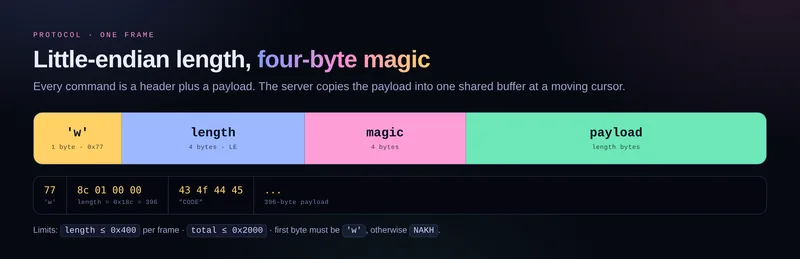 PROTOCOL · ONE FRAME
Little-endian length, four-byte magic
Every command is a header plus a payload. The server copies the payload into one shared buffer at a moving cursor.
'w' length magic payload
1 byte · 0x77 4 bytes · LE 4 bytes length bytes
77 8c 01 00 00 43 4f 44 45 ...
'w' length = 0x18c = 396 "CODE" 396-byte payload
Limits: length ≤ 0x400 per frame · total ≤ 0x2000 · first byte must be 'w', otherwise NAKH.